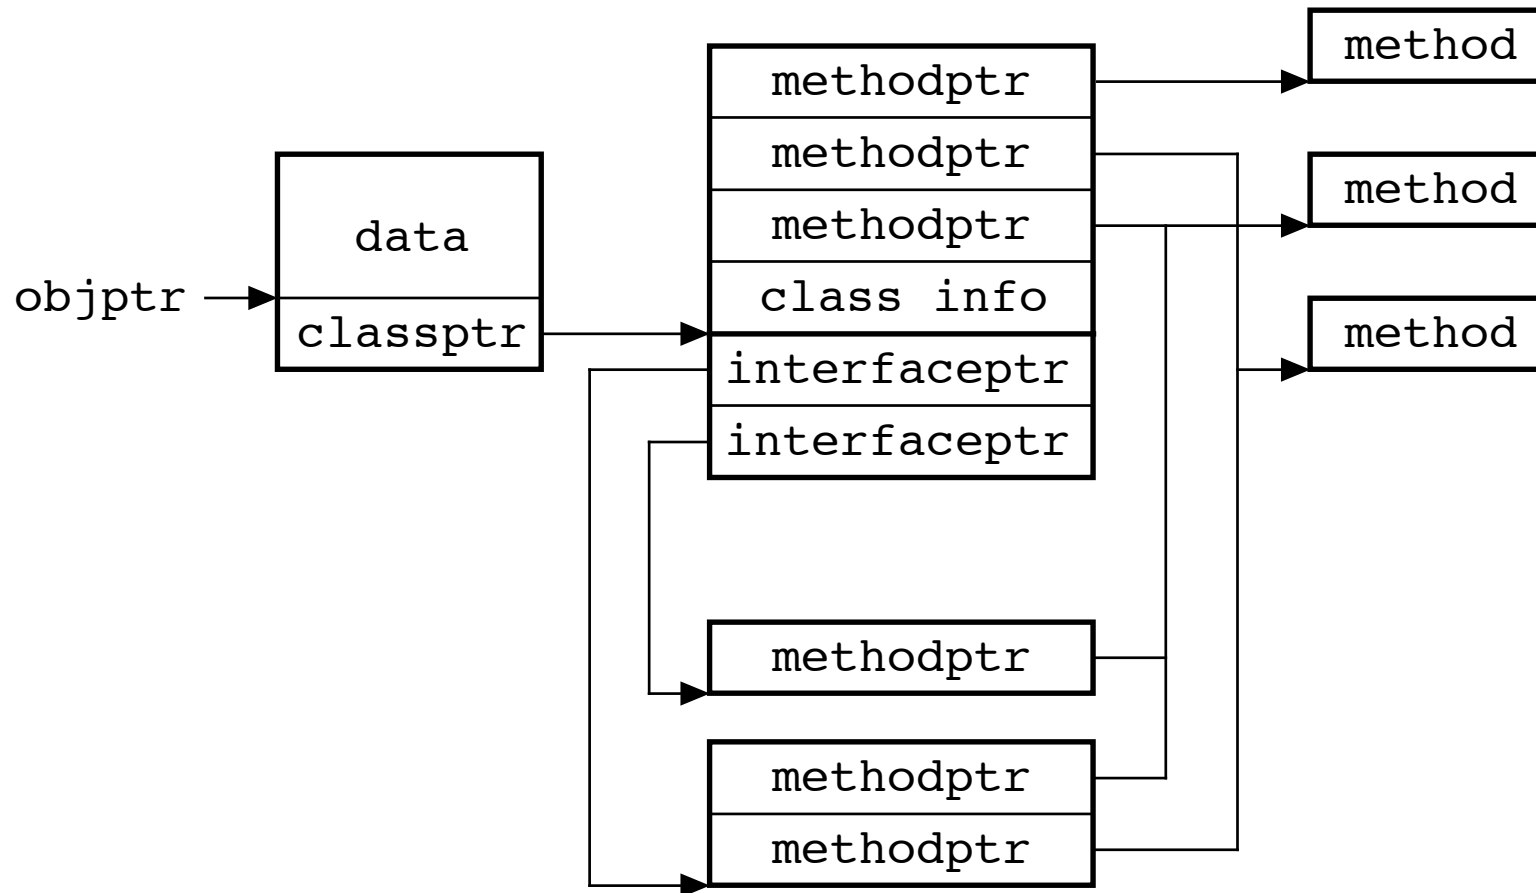 method
methodptr
methodptr
method
data
methodptr
objptr
class info
classptr
method
interfaceptr
interfaceptr
methodptr
methodptr
methodptr